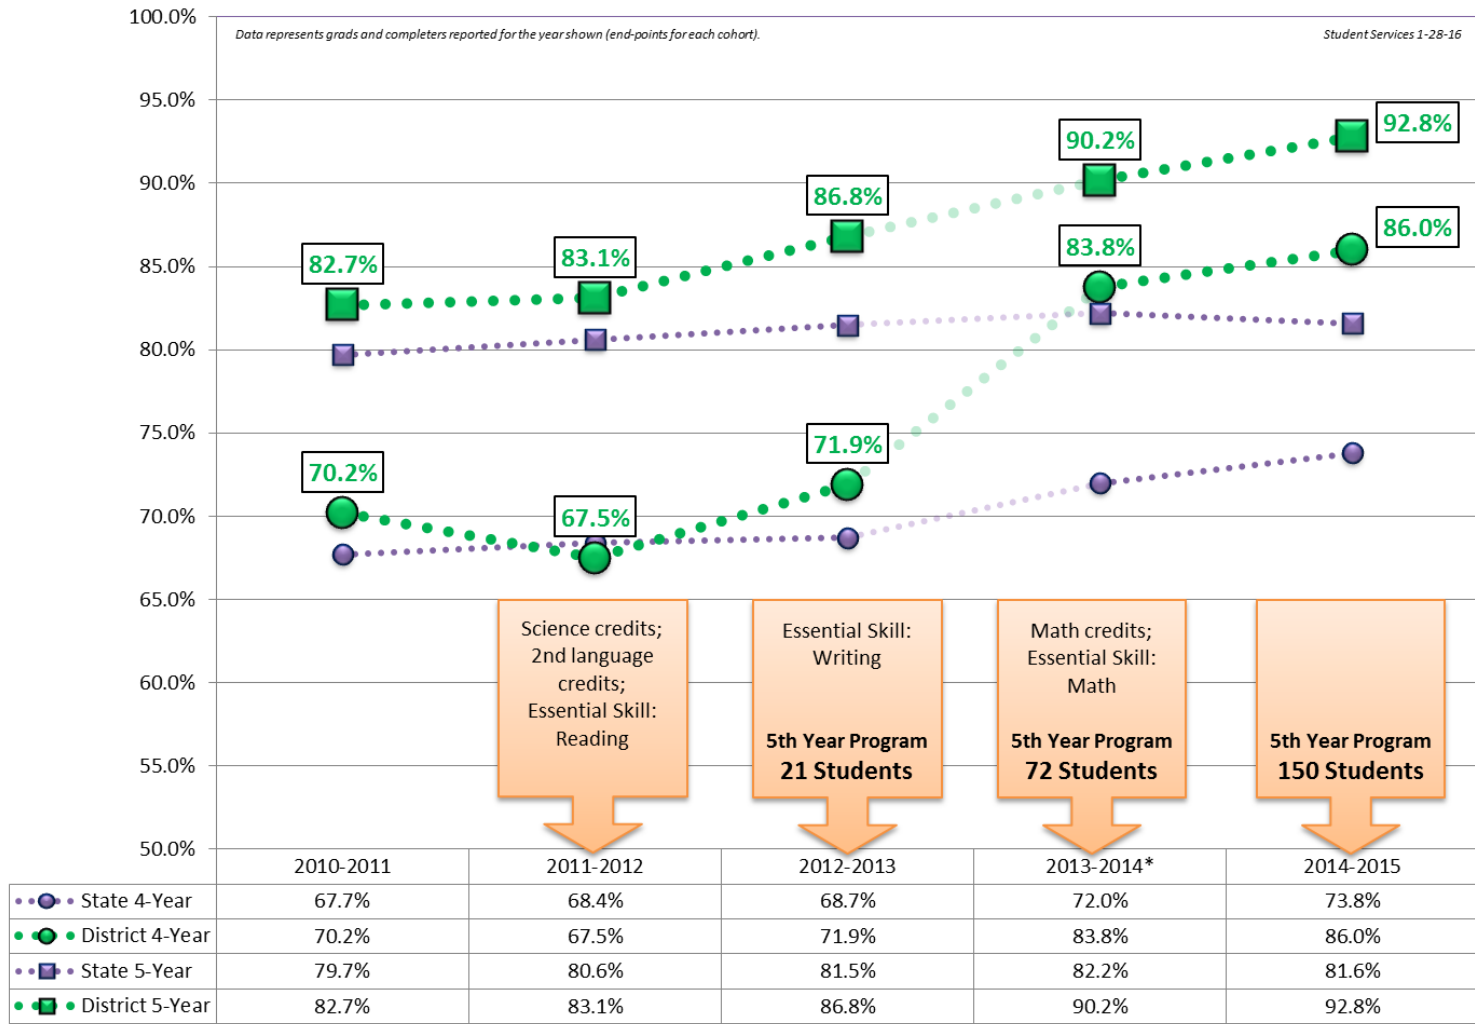 100.0%
Data represents grads and completers reported for the year shown (end-points for each cohort).
Student Services 1-28-16
95.0%
92.8%
90.2%
90.0%
86.8%
86.0%
83.8%
83.1%
82.7%
85.0%
80.0%
75.0%
71.9%
70.2%
70.0%
67.5%
65.0%
60.0%
55.0%
50.0%
Science credits;
2nd language
credits;
Essential Skill:
Reading
Essential Skill:
Writing
5th Year Program
21 Students
Math credits;
Essential Skill:
Math
5th Year Program
72 Students
5th Year Program
150 Students
2010-2011 2011-2012 2012-2013 2013-2014* 2014-2015
State 4-Year 67.7% 68.4% 68.7% 72.0% 73.8%
District 4-Year 70.2% 67.5% 71.9% 83.8% 86.0%
State 5-Year 79.7% 80.6% 81.5% 82.2% 81.6%
District 5-Year 82.7% 83.1% 86.8% 90.2% 92.8%